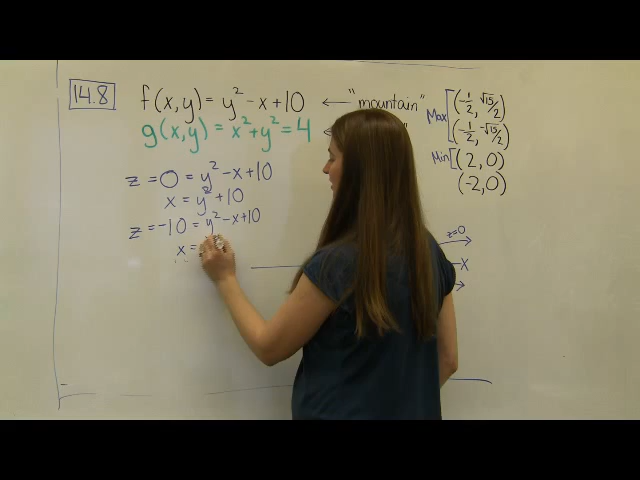 14.8
f(x,y) = y² - x + 10 ← "mountain"
g(x,y) = x² + y² = 4 ←
Max [(-1/2, √15/2)
(-1/2, -√15/2)
Min [(2, 0)
(-2, 0)
z = 0 = y² - x + 10
x = y² + 10
z = -10 = y² - x + 10
x =
z=0
x